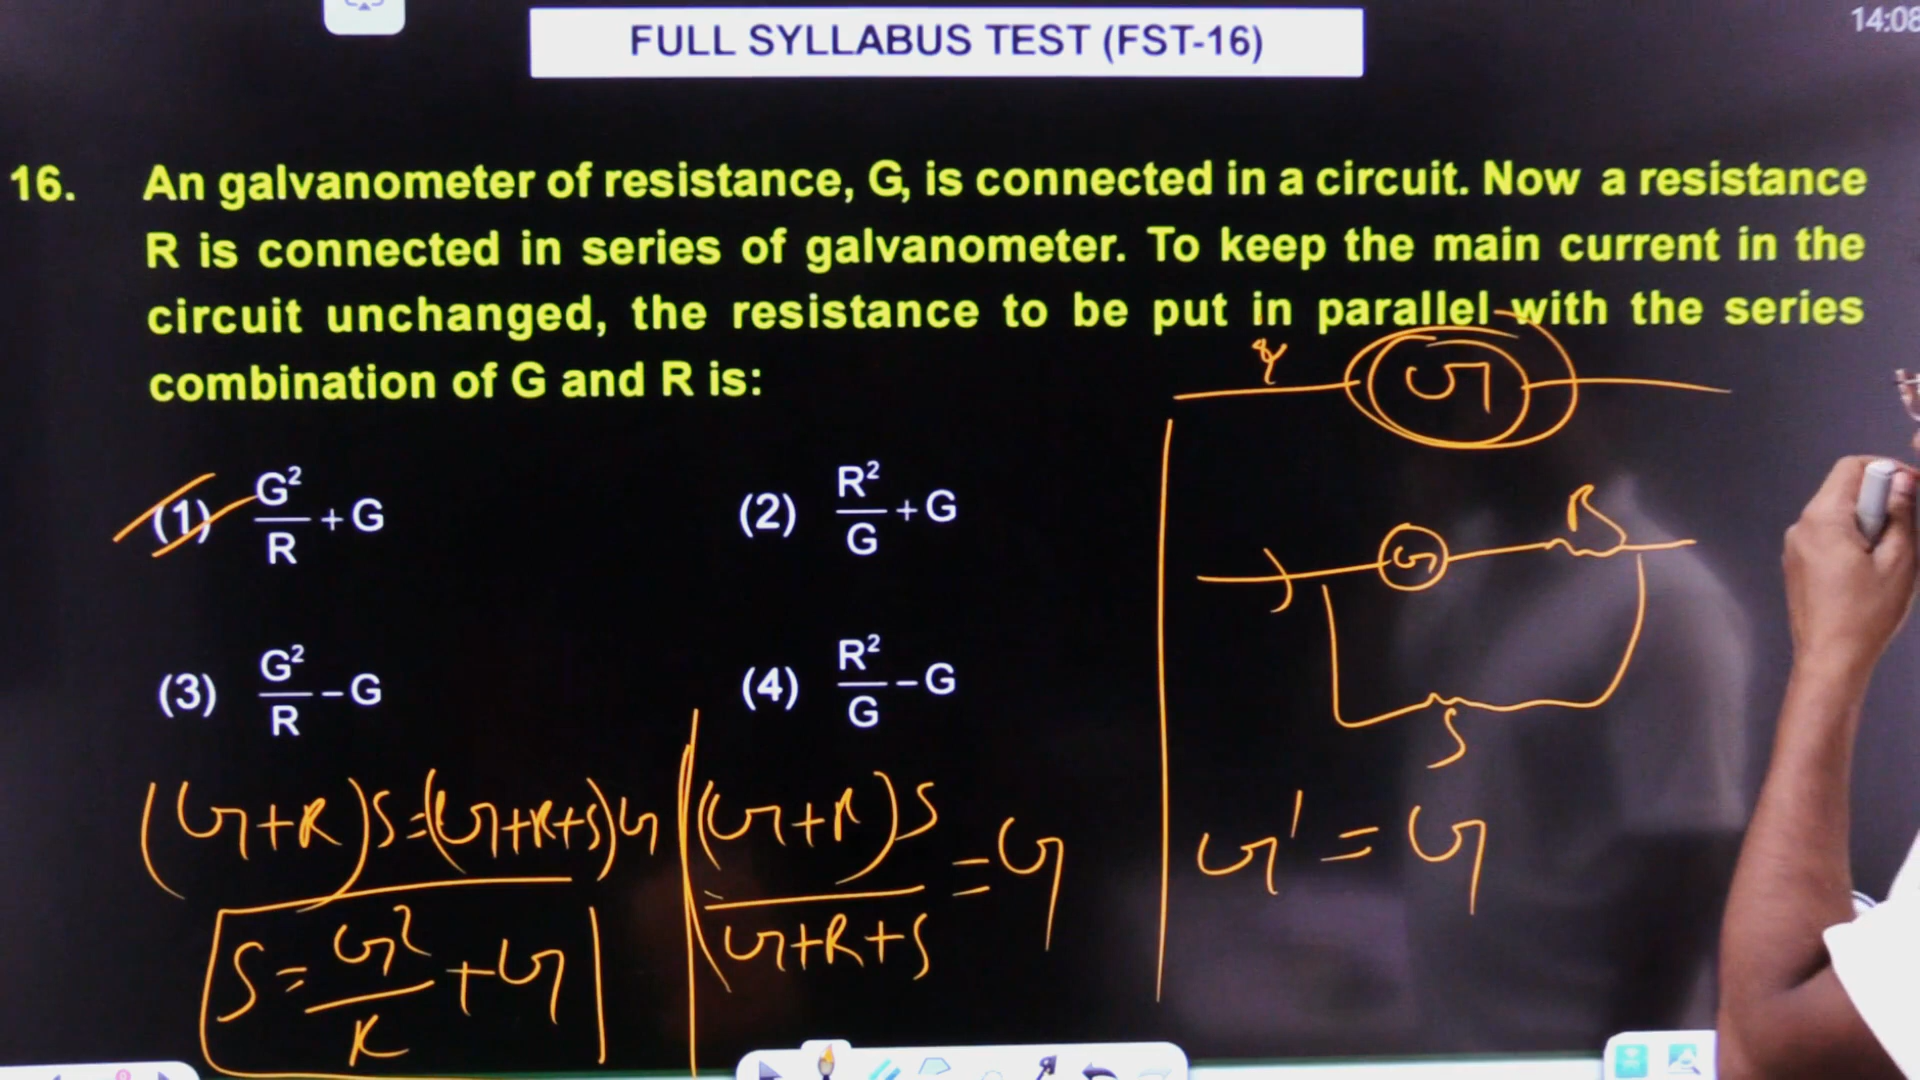 FULL SYLLABUS TEST (FST-16)
14:08
16. An galvanometer of resistance, G, is connected in a circuit. Now a resistance
R is connected in series of galvanometer. To keep the main current in the
circuit unchanged, the resistance to be put in parallel with the series
combination of G and R is:
G
(1) G²/R + G
(2) R²/G + G
G R
(3) G²/R − G
(4) R²/G − G
S
(G+R)S=(G+R+S)G
(G+R)S/G+R+S = G
G' = G
S = G²/R + G